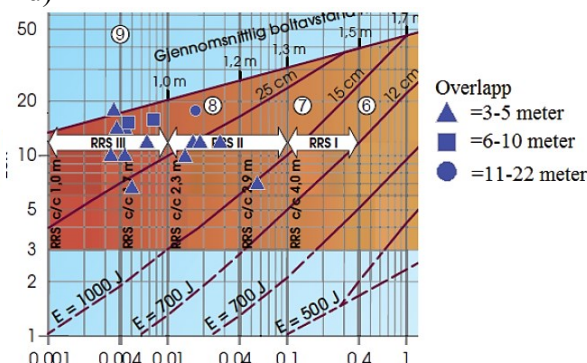 50
20
10
5
3
2
1
⑨
Gjennomsnittlig boltavstand
1,0 m
1,2 m
1,3 m
1,5 m
1,7 m
25 cm
15 cm
12 cm
⑧
⑦
⑥
RRS III
RRS II
RRS I
RRS c/c 1,0 m
RRS c/c
RRS c/c 2,3 m
RRS c/c 2,9 m
RRS c/c 4,0 m
E = 1000 J
E = 700 J
E = 700 J
E = 500 J
0.001 0.004 0.01 0.04 0.1 0.4 1
Overlapp
=3-5 meter
=6-10 meter
=11-22 meter